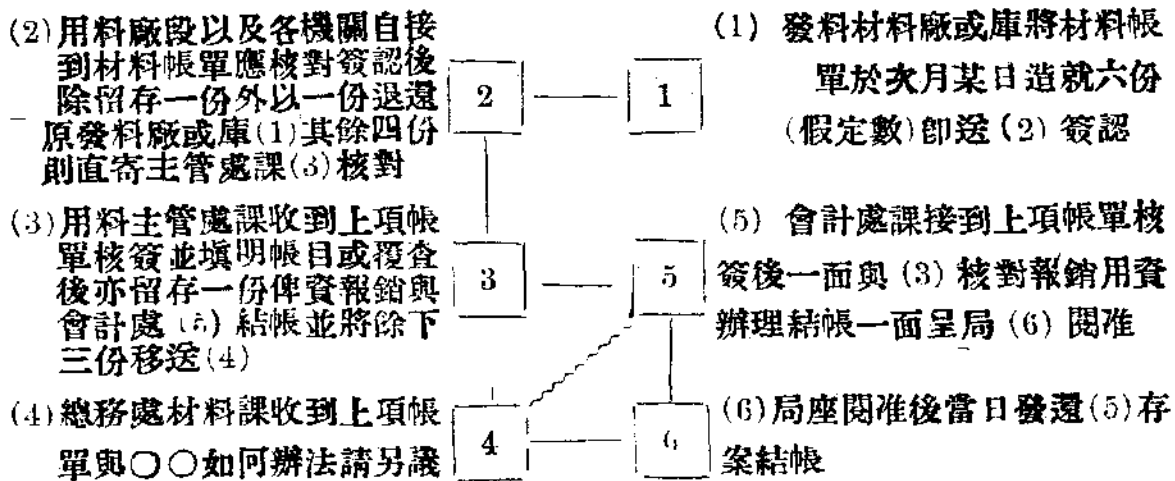 (1) 發料材料廠或庫將材料帳
單於次月某日造就六份
(假定數)卽送(2)簽認
(2)用料廠段以及各機關自接
到材料帳單應核對簽認後
除留存一份外以一份退還
原發料廠或庫(1)其餘四份
則直寄主管處課(3)核對
2
1
(3)用料主管處課收到上項帳
單核簽並塡明帳目或覆查
後亦留存一份俾資報銷與
會計處(5)結帳並將餘下
三份移送(4)
3
5
(5) 會計處課接到上項帳單核
簽後一面與(3)核對報銷用費
辦理結帳一面呈局(6)閱准
(4)總務處材料課收到上項帳
單與〇〇如何辦法請另議
4
6
(6)局座閱准後當日發還(5)存
案結帳